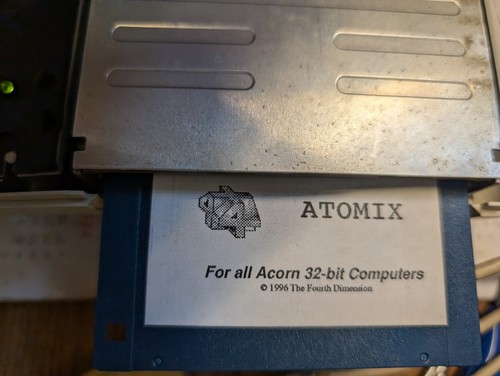 ATOMIX
For all Acorn 32-bit Computers
© 1996 The Fourth Dimension